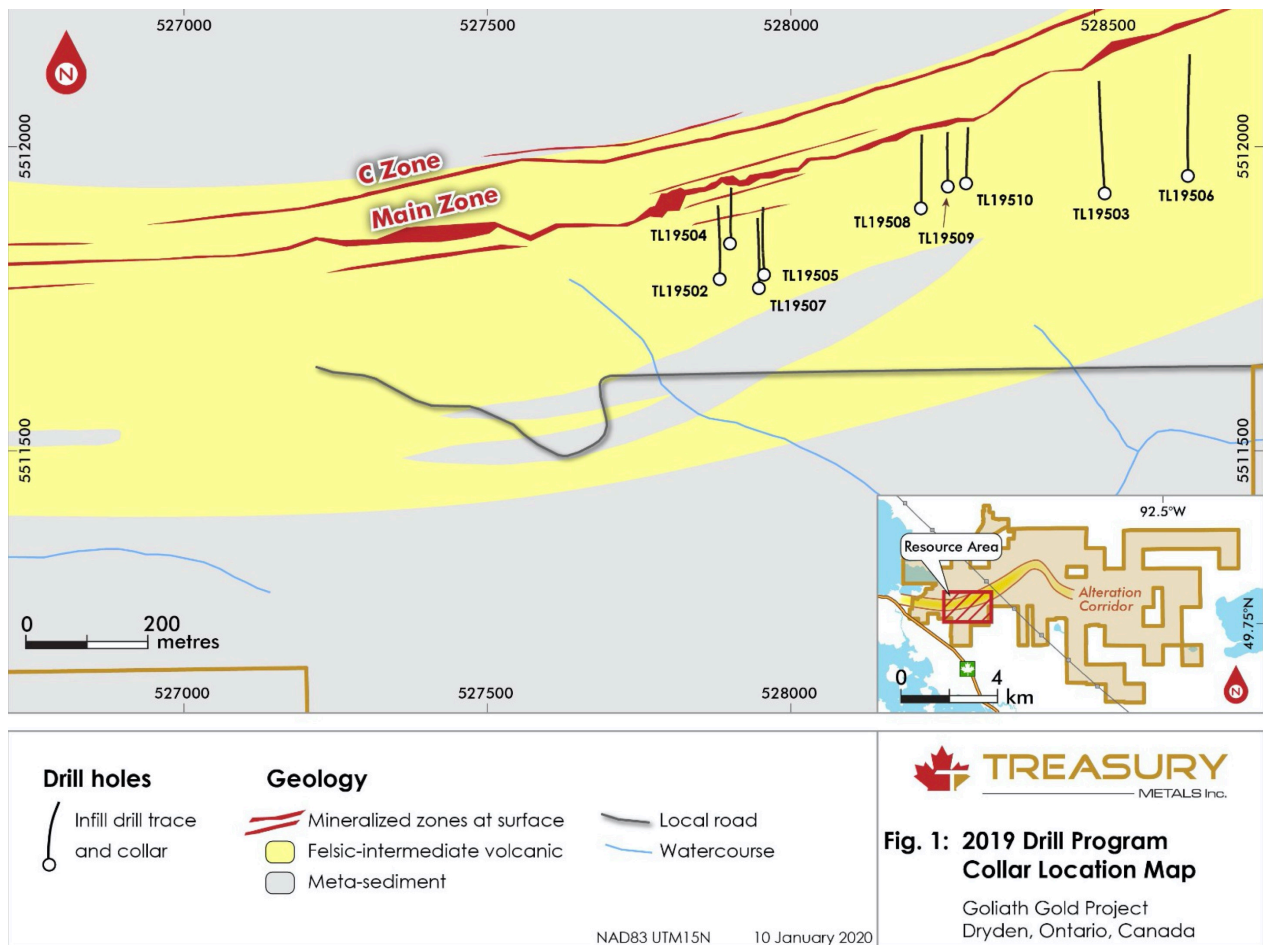 527000
527500
528000
528500
N
5512000
5512000
C Zone
Main Zone
TL19504
TL19502
TL19505
TL19507
TL19508
TL19509
TL19510
TL19503
TL19506
5511500
5511500
0 200
metres
527000
527500
528000
92.5°W
Resource Area
Alteration
Corridor
49.75°N
0 4
km
N
Drill holes
Infill drill trace
and collar
Geology
Mineralized zones at surface
Felsic-intermediate volcanic
Meta-sediment
Local road
Watercourse
NAD83 UTM15N 10 January 2020
TREASURY
METALS Inc.
Fig. 1: 2019 Drill Program
Collar Location Map
Goliath Gold Project
Dryden, Ontario, Canada